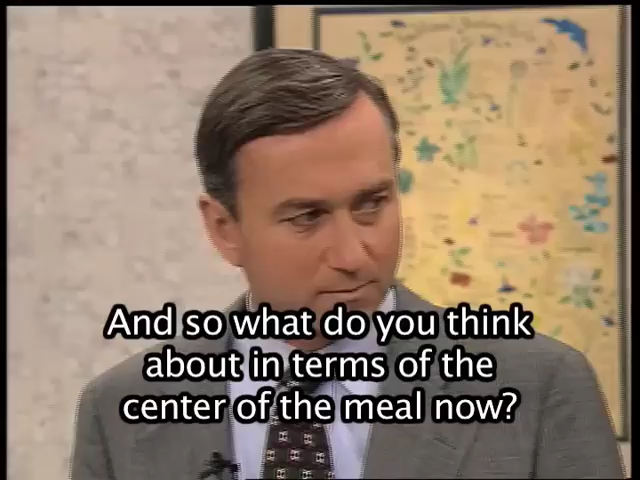 And so what do you think
about in terms of the
center of the meal now?